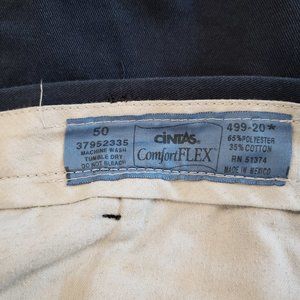 50
37952335
MACHINE WASH
TUMBLE DRY
DO NOT BLEACH
CINTAS
ComfortFLEX™
499-20*
65% POLYESTER
35% COTTON
RN 51374
MADE IN MEXICO